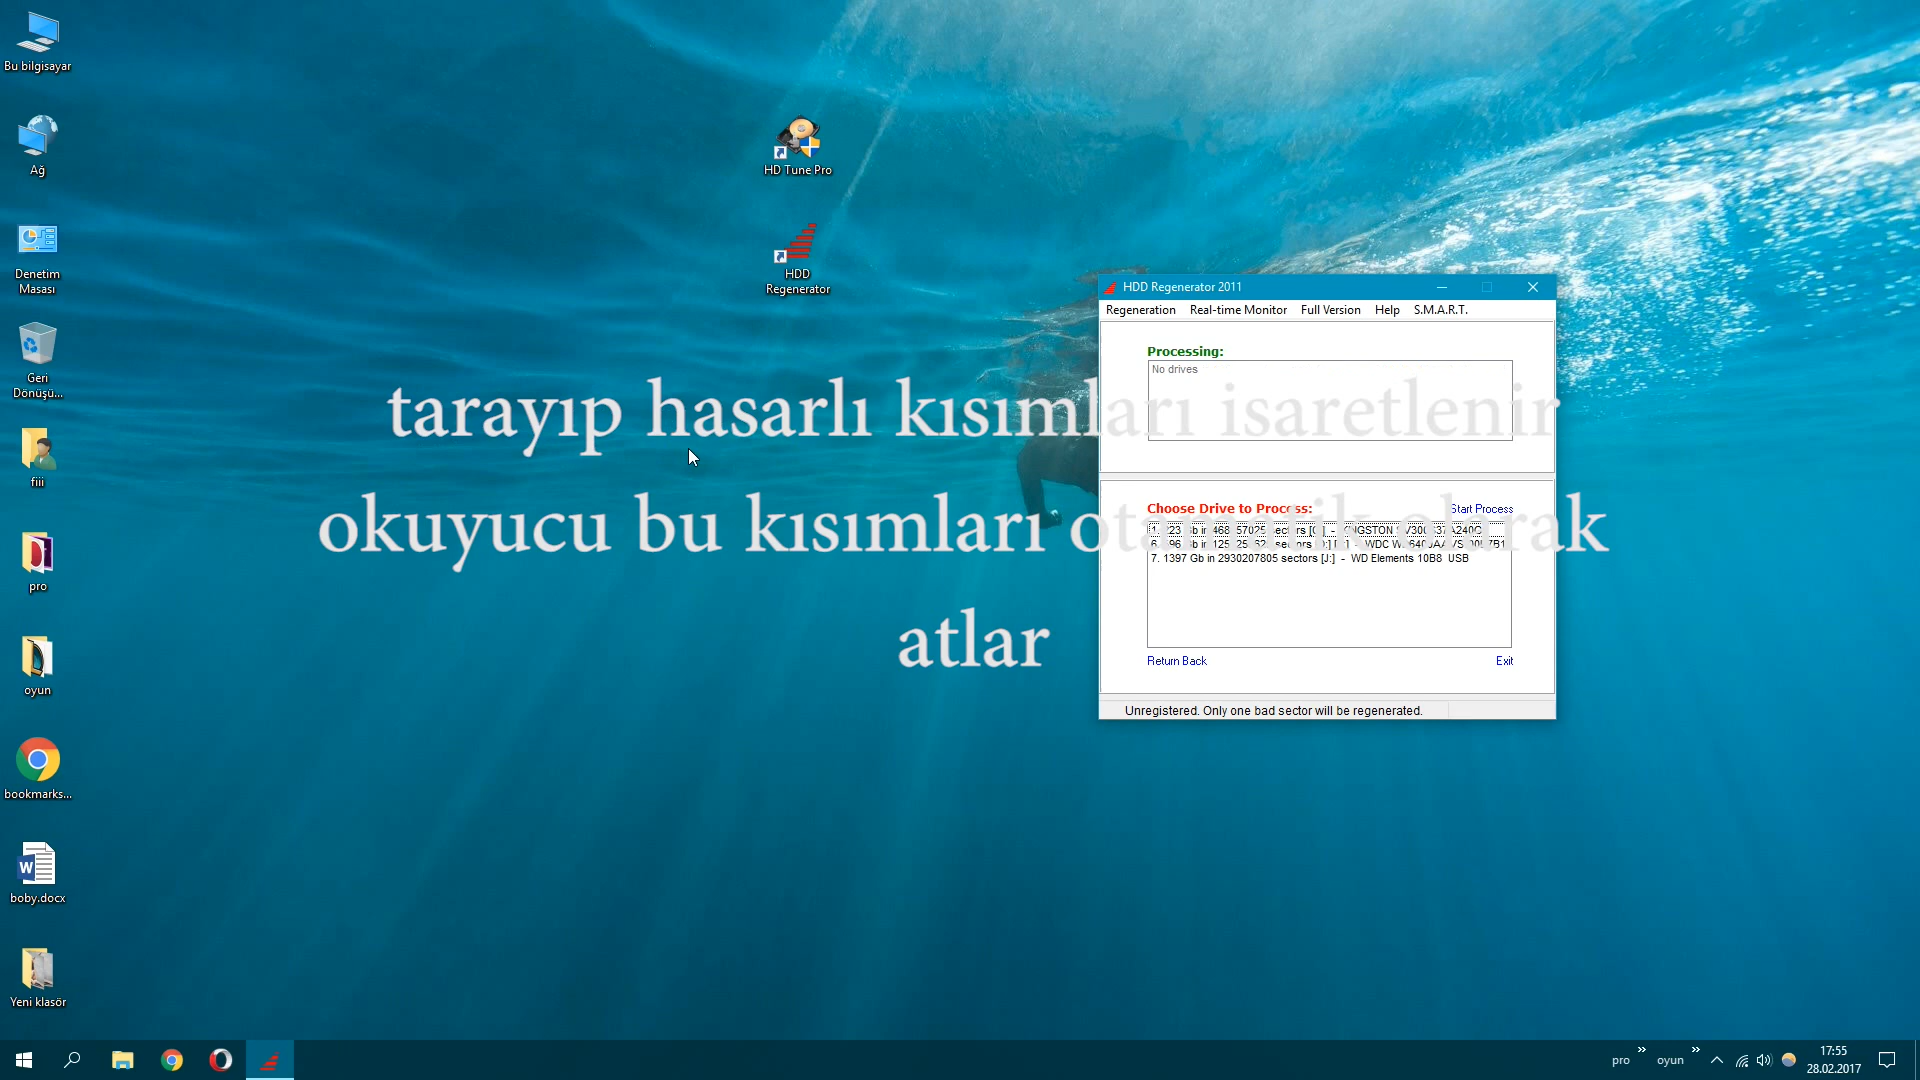 Bu bilgisayar
Ağ
Denetim
Masası
Geri
Dönüşü...
fiii
pro
oyun
bookmarks...
boby.docx
Yeni klasör
HD Tune Pro
HDD
Regenerator
tarayıp hasarlı kısımları isaretlenir
okuyucu bu kısımları otamatik olarak
atlar
HDD Regenerator 2011
Regeneration Real-time Monitor Full Version Help S.M.A.R.T.
Processing:
No drives
Choose Drive to Process: Start Process
7. 1397 Gb in 2930207805 sectors [J:] - WD Elements 10B8 USB
Return Back Exit
Unregistered. Only one bad sector will be regenerated.
pro » oyun »
17:55
28.02.2017